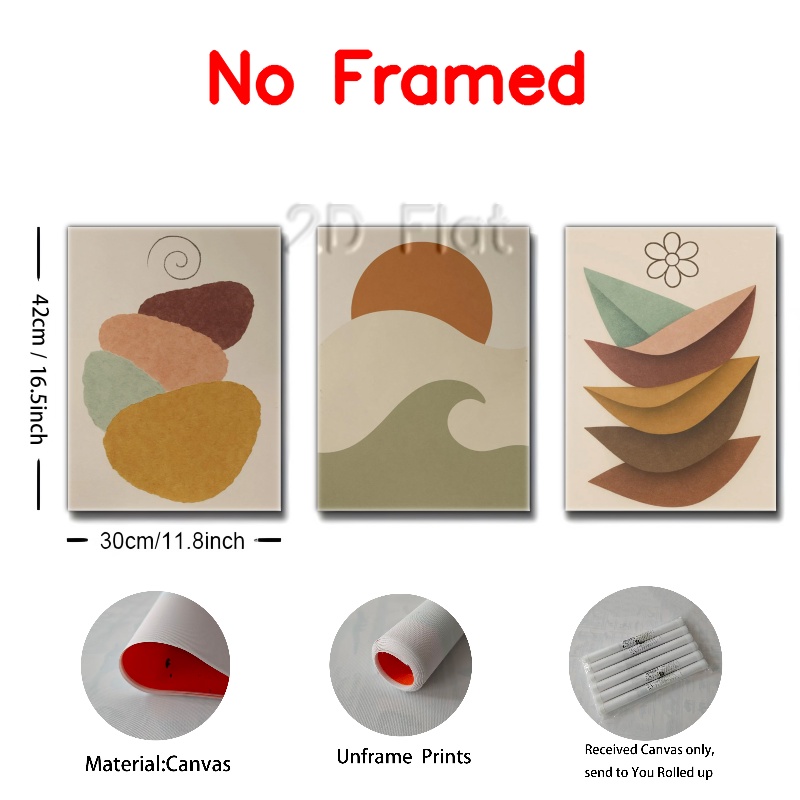 No Framed
2D Flat
42cm / 16.5inch
30cm/11.8inch
Material:Canvas
Unframe Prints
Received Canvas only,
send to You Rolled up